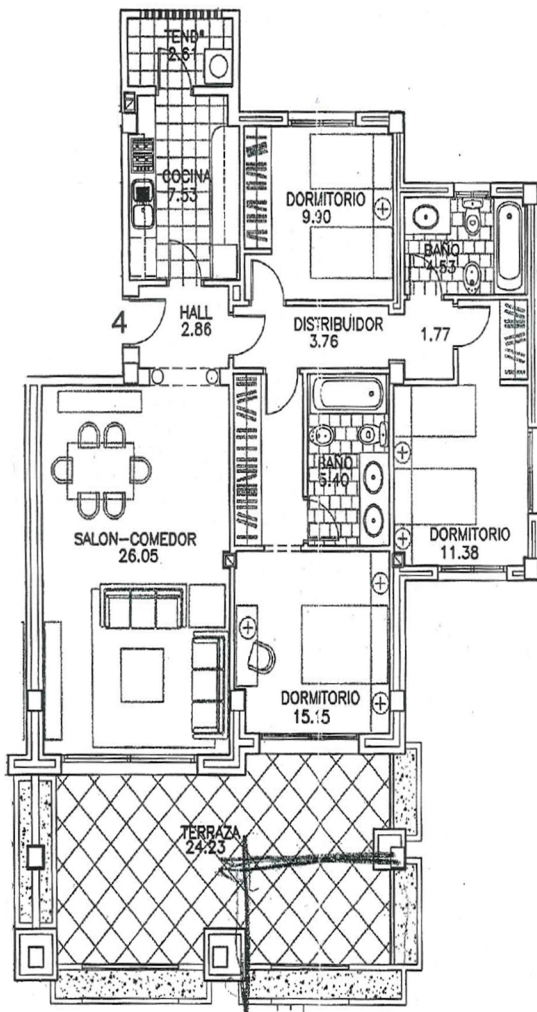 TENDº
2.61
COCINA
7.53
DORMITORIO
9.90
BAÑO
4.53
4
HALL
2.86
DISTRIBUIDOR
3.76
1.77
BAÑO
5.40
SALON-COMEDOR
26.05
DORMITORIO
11.38
DORMITORIO
15.15
TERRAZA
24.23